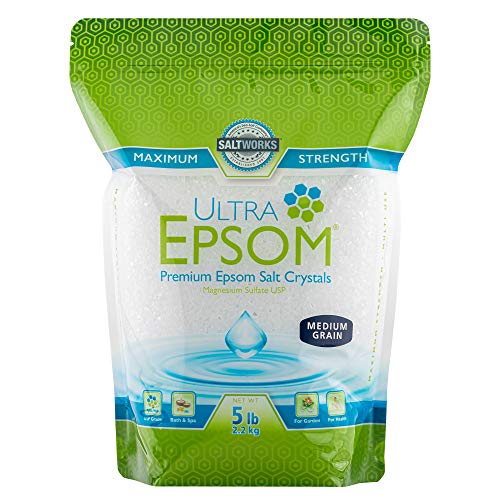 SALTWORKS
MAXIMUM STRENGTH
ULTRA
EPSOM®
Premium Epsom Salt Crystals
Magnesium Sulfate USP
MEDIUM
GRAIN
NET WT
5 lb
2.2 kg
Bath & Spa
For Garden
For Health